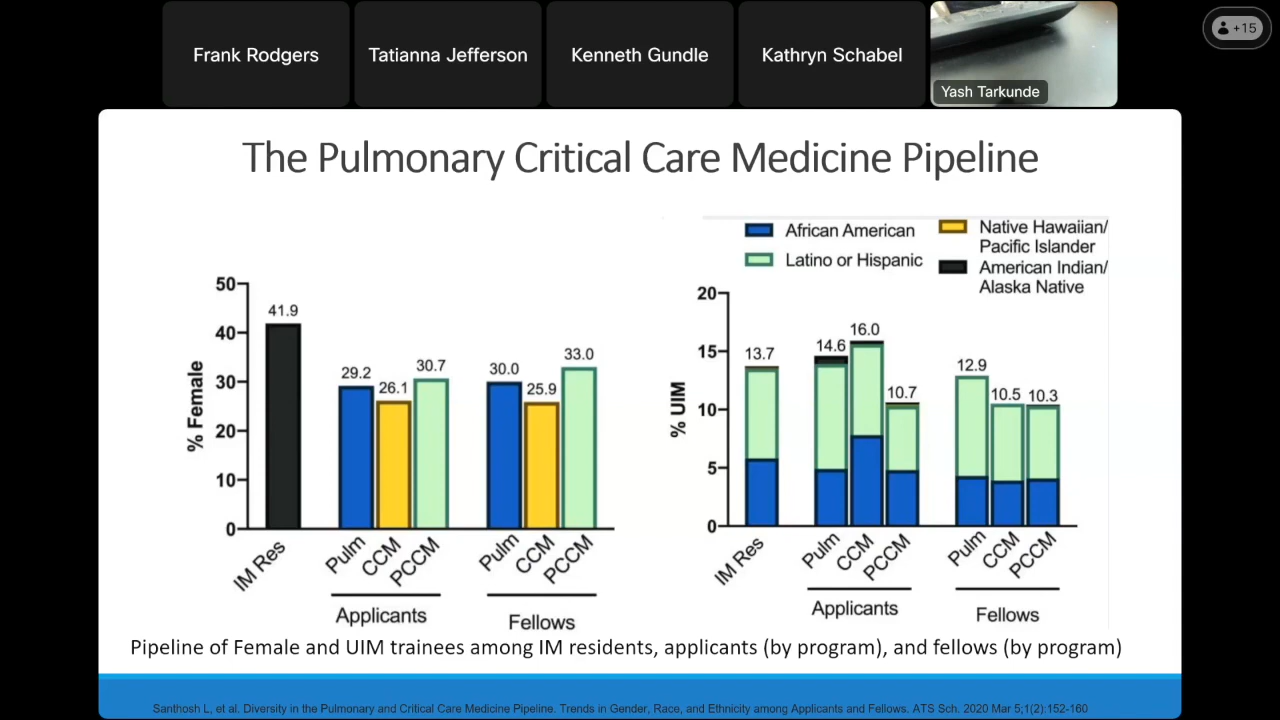 Frank Rodgers
Tatianna Jefferson
Kenneth Gundle
Kathryn Schabel
Yash Tarkunde
+15
The Pulmonary Critical Care Medicine Pipeline
50
40
30
20
10
0
% Female
41.9
29.2
26.1
30.7
30.0
25.9
33.0
IM Res
Pulm
CCM
PCCM
Pulm
CCM
PCCM
Applicants
Fellows
African American
Latino or Hispanic
Native Hawaiian/
Pacific Islander
American Indian/
Alaska Native
20
15
10
5
0
% UIM
13.7
14.6
16.0
10.7
12.9
10.5
10.3
IM Res
Pulm
CCM
PCCM
Pulm
CCM
PCCM
Applicants
Fellows
Pipeline of Female and UIM trainees among IM residents, applicants (by program), and fellows (by program)
Santhosh L, et al. Diversity in the Pulmonary and Critical Care Medicine Pipeline. Trends in Gender, Race, and Ethnicity among Applicants and Fellows. ATS Sch. 2020 Mar 5;1(2):152-160